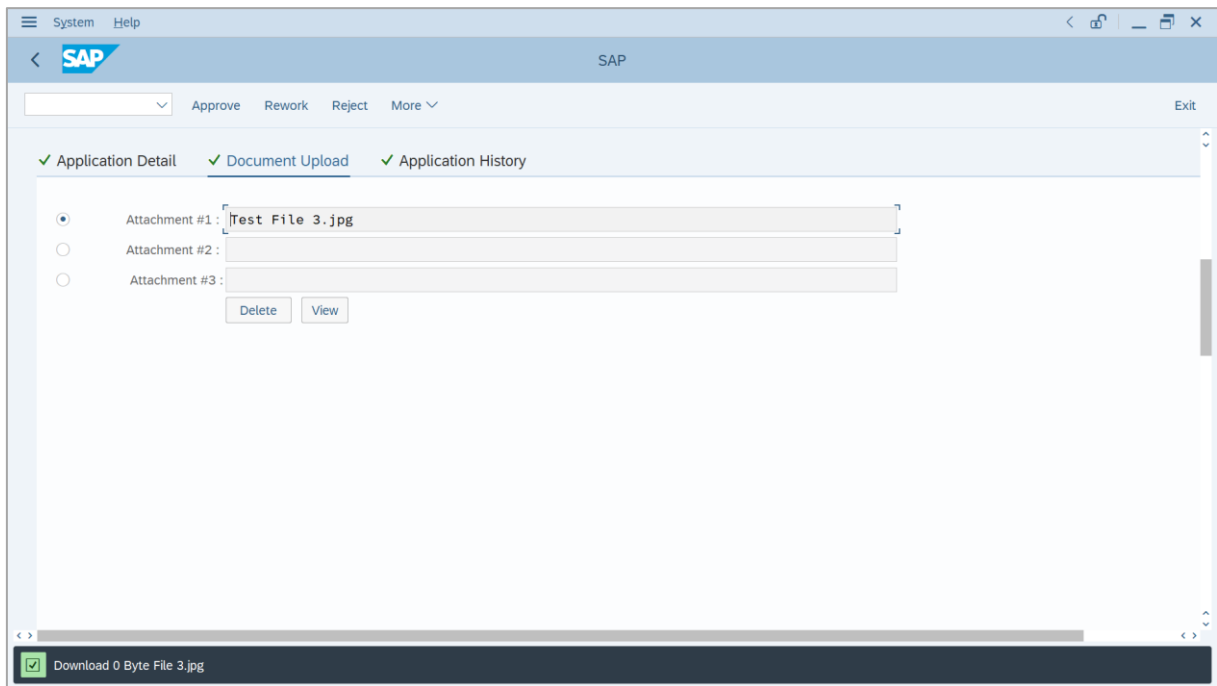 System Help
SAP SAP
Approve Rework Reject More Exit
Application Detail Document Upload Application History
Attachment #1 : Test File 3.jpg
Attachment #2 :
Attachment #3 :
Delete View
Download 0 Byte File 3.jpg